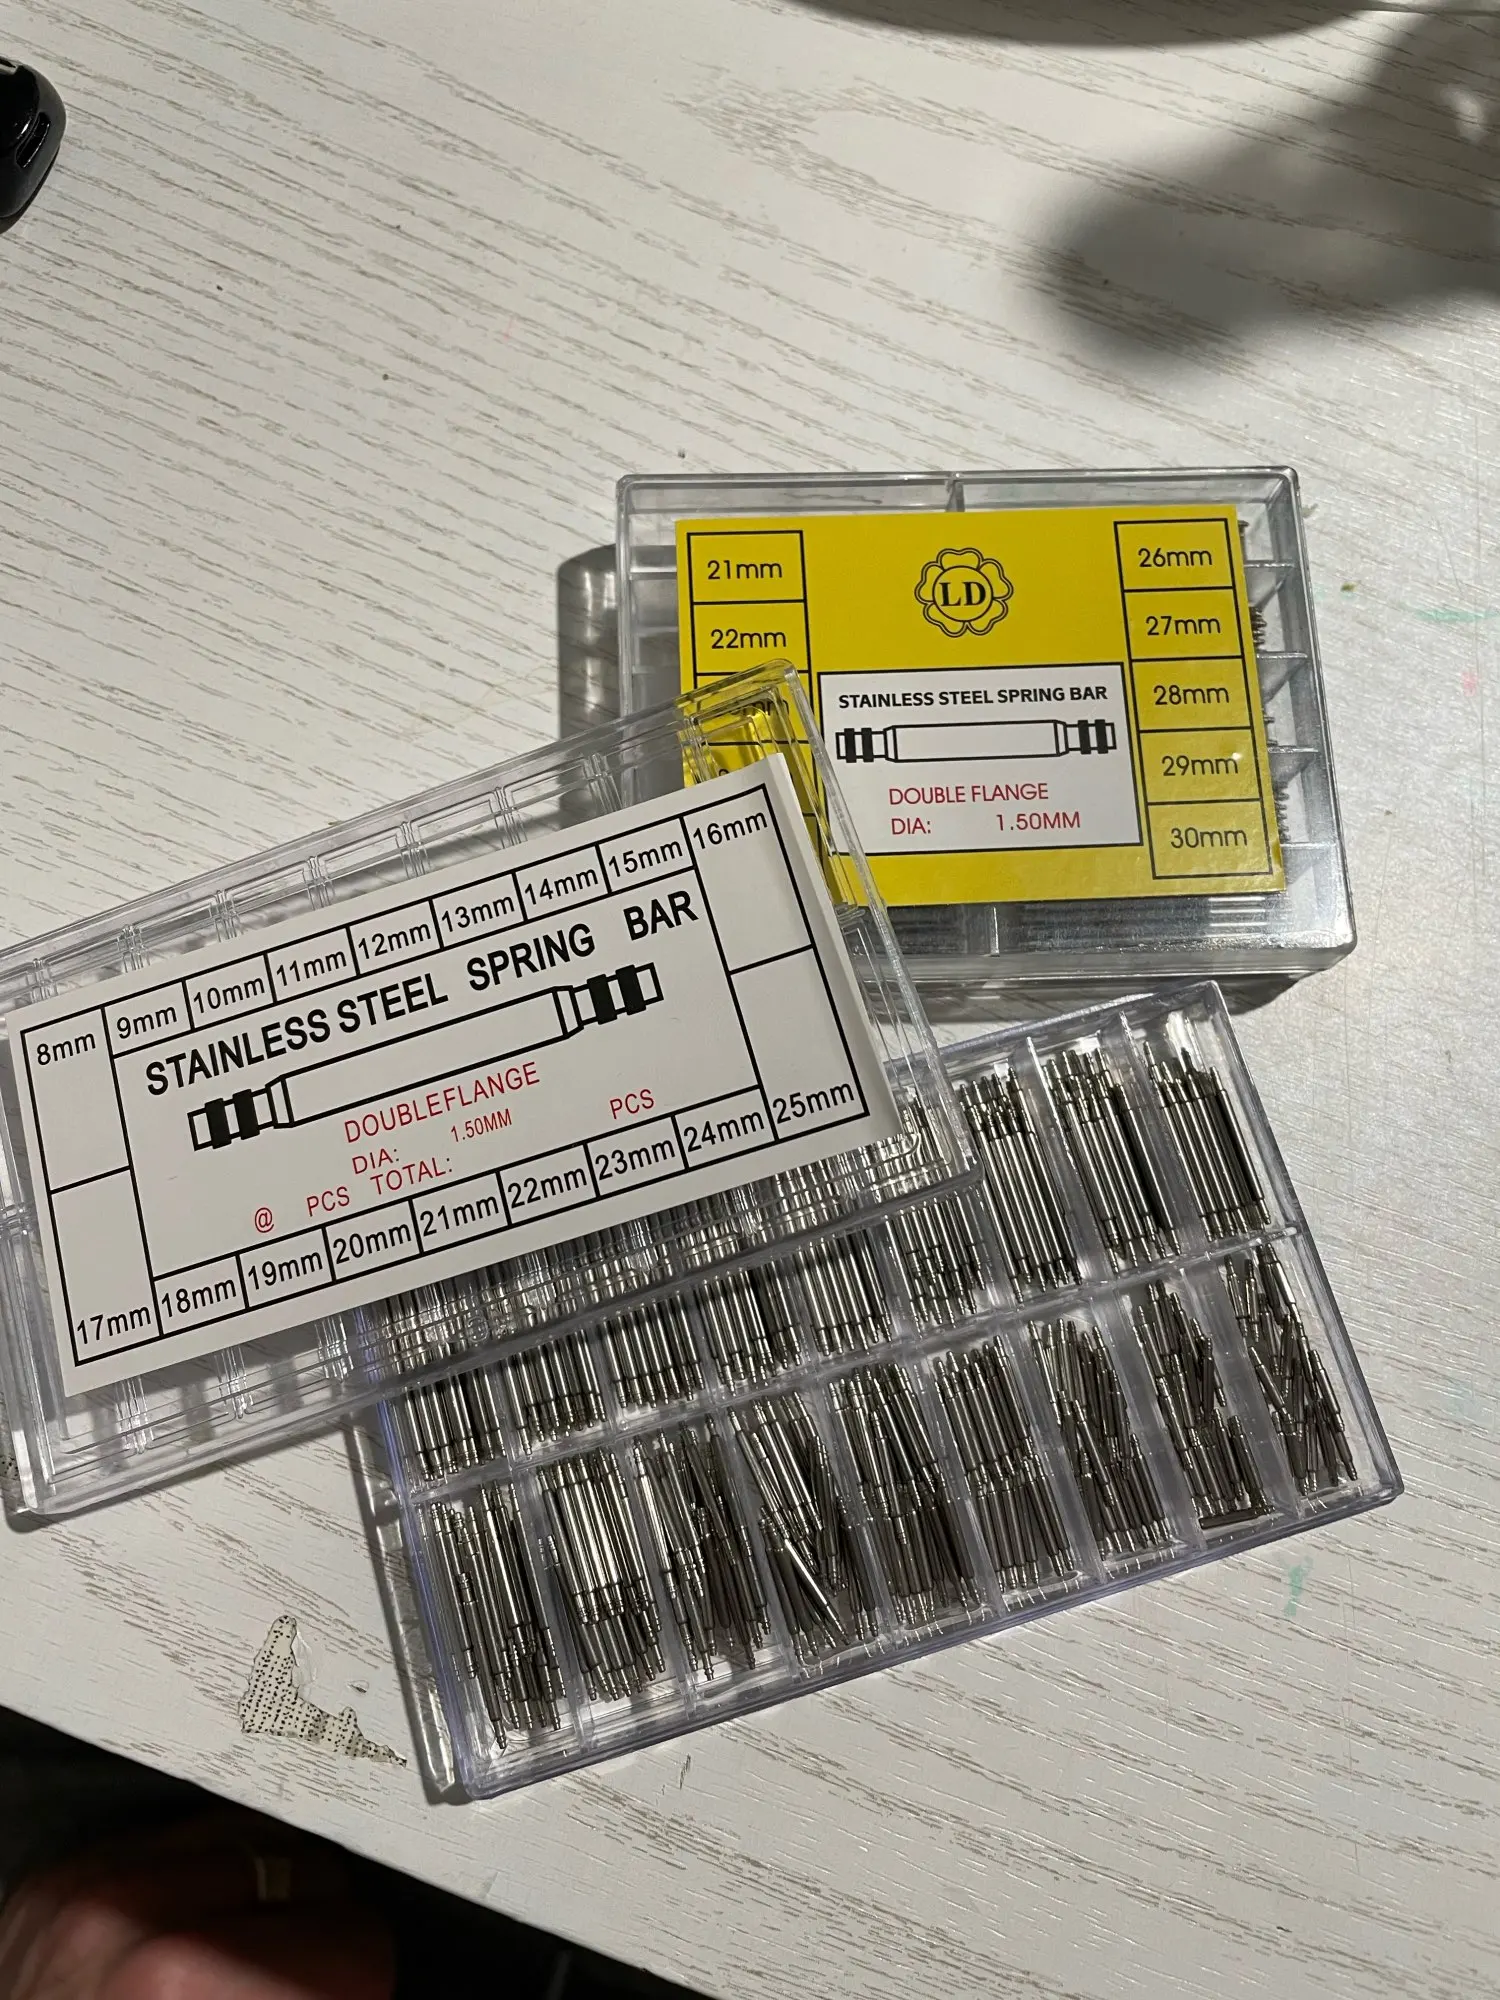 21mm
22mm
26mm
27mm
28mm
29mm
30mm
LD
STAINLESS STEEL SPRING BAR
DOUBLE FLANGE
DIA: 1.50MM
8mm 9mm 10mm 11mm 12mm 13mm 14mm 15mm 16mm
STAINLESS STEEL SPRING BAR
DOUBLEFLANGE
DIA: 1.50MM
@ PCS TOTAL: PCS
17mm 18mm 19mm 20mm 21mm 22mm 23mm 24mm 25mm